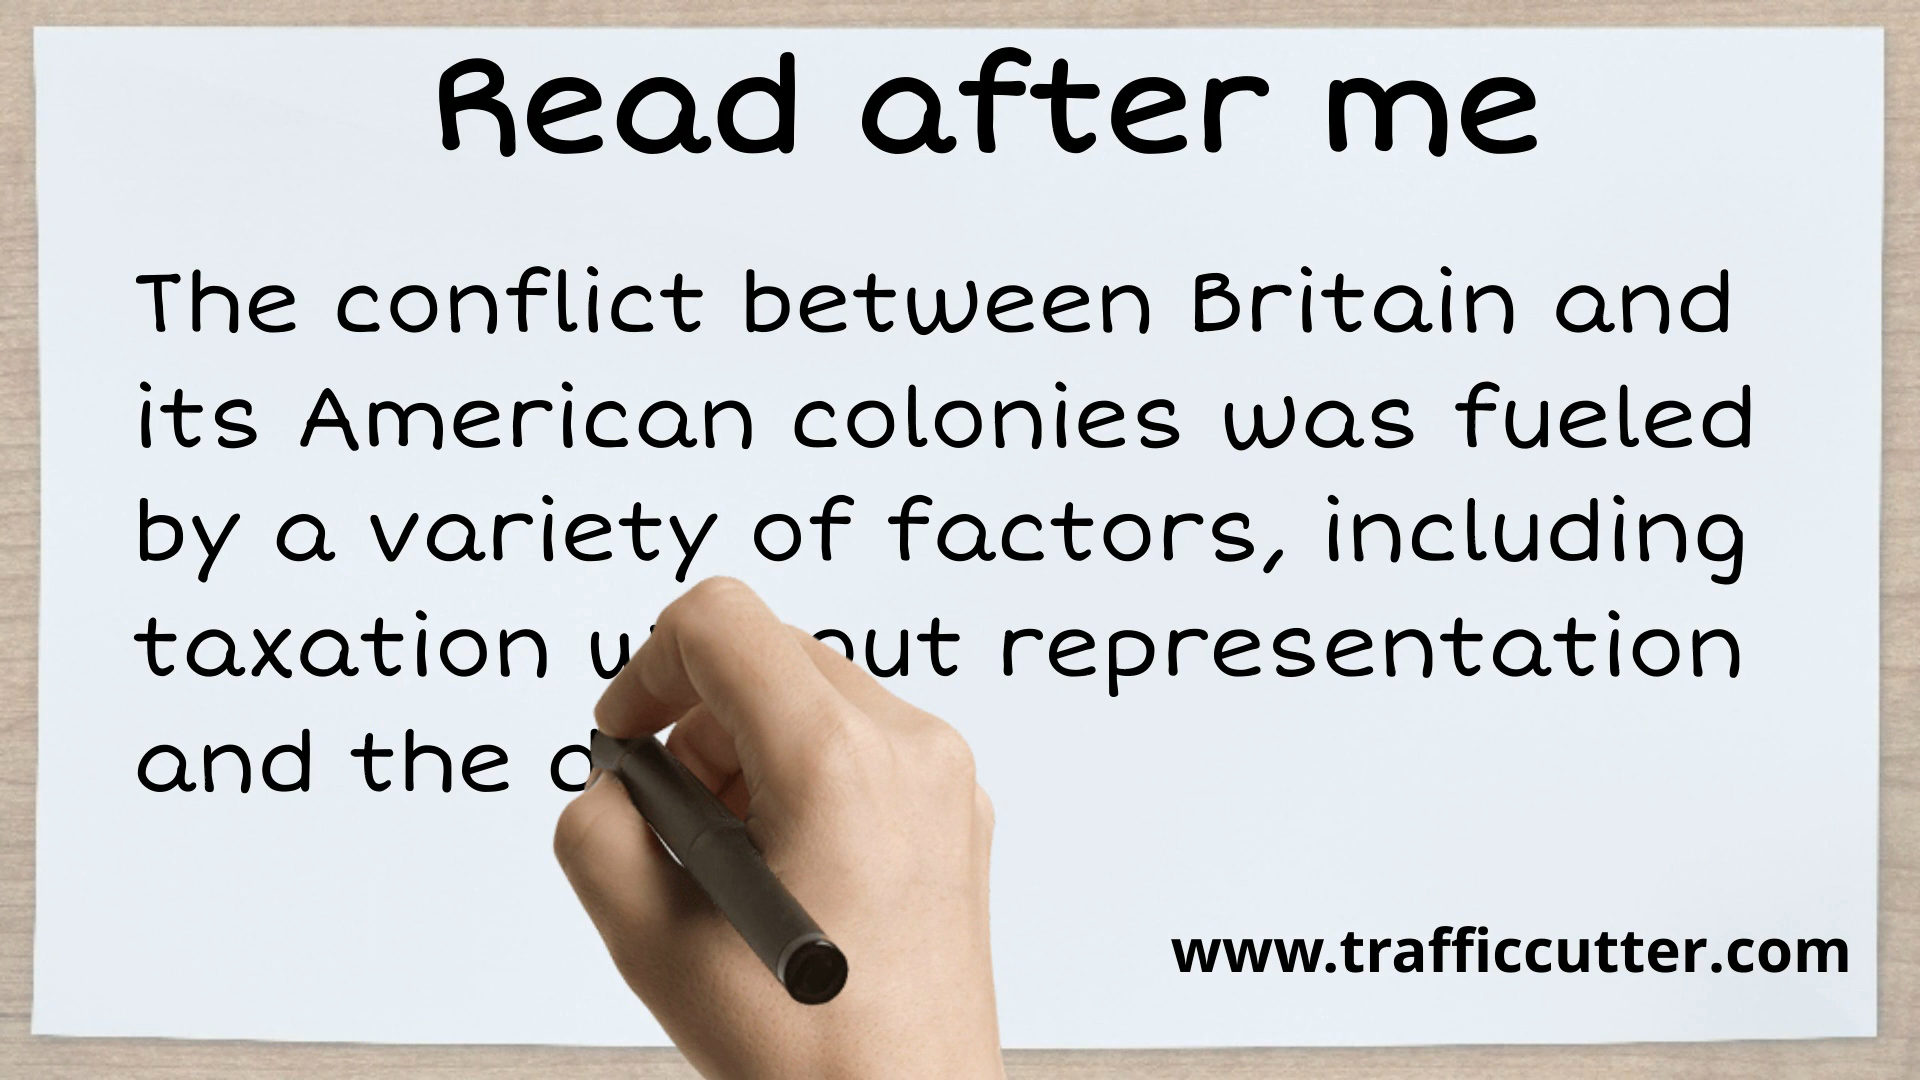 Read after me
The conflict between Britain and
its American colonies was fueled
by a variety of factors, including
taxation representation
and the
www.trafficcutter.com